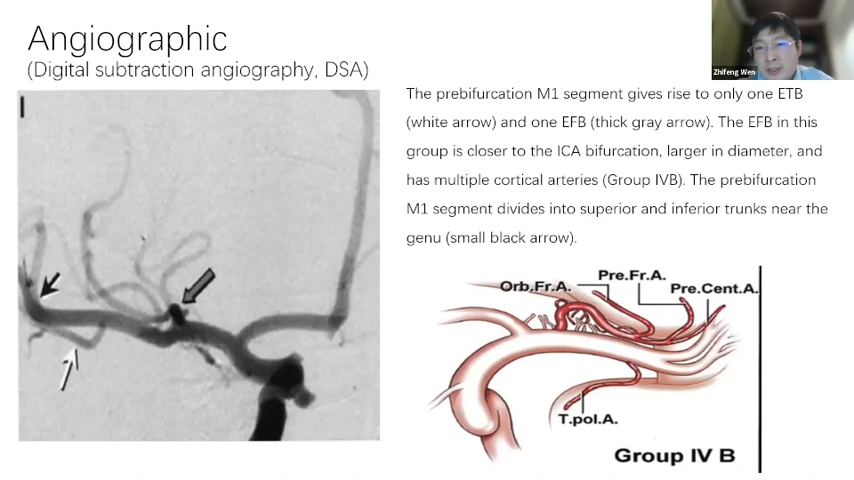 Angiographic
(Digital subtraction angiography, DSA)
Zhifeng Wen
The prebifurcation M1 segment gives rise to only one ETB
(white arrow) and one EFB (thick gray arrow). The EFB in this
group is closer to the ICA bifurcation, larger in diameter, and
has multiple cortical arteries (Group IVB). The prebifurcation
M1 segment divides into superior and inferior trunks near the
genu (small black arrow).
Orb.Fr.A.
Pre.Fr.A.
Pre.Cent.A.
T.pol.A.
Group IV B